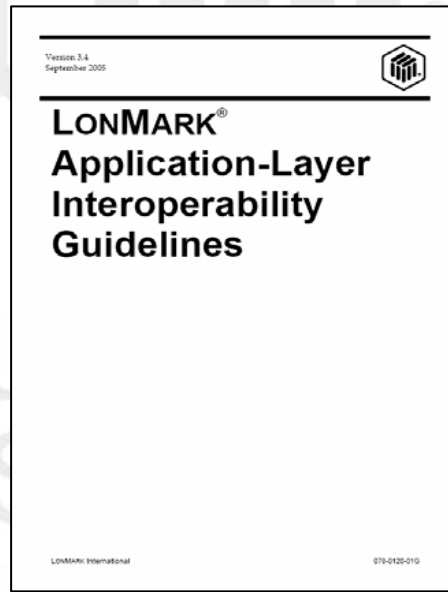 Version 3.4
September 2005
LONMARK®
Application-Layer
Interoperability
Guidelines
LONMARK International
078-0120-01G